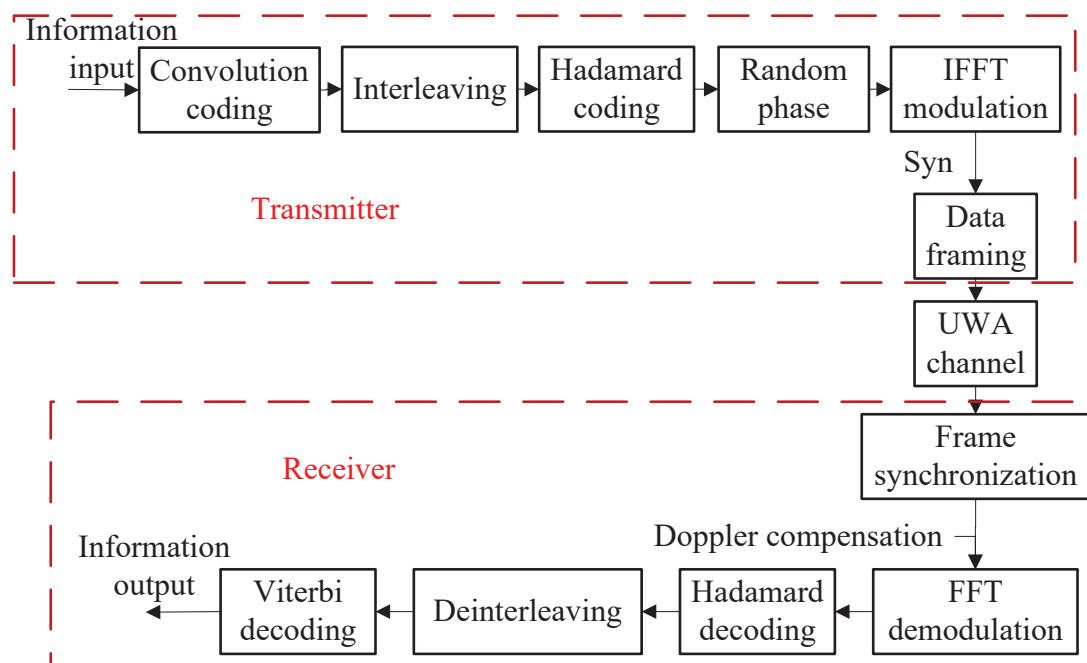 Information
input
Convolution
coding
Interleaving
Hadamard
coding
Random
phase
IFFT
modulation
Syn
Transmitter
Data
framing
UWA
channel
Frame
synchronization
Receiver
Doppler compensation
Information
output
Viterbi
decoding
Deinterleaving
Hadamard
decoding
FFT
demodulation